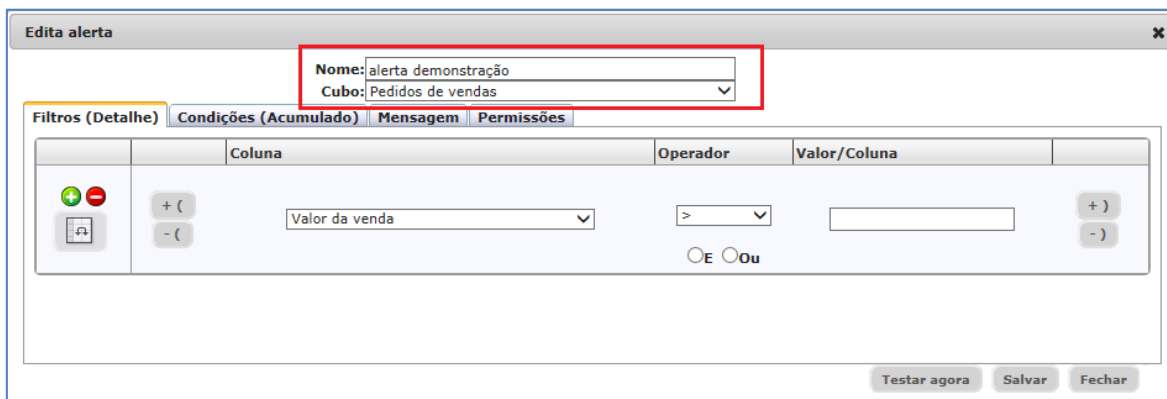 Edita alerta
Nome: alerta demonstração
Cubo: Pedidos de vendas
Filtros (Detalhe) Condições (Acumulado) Mensagem Permissões
Coluna Operador Valor/Coluna
+ ( Valor da venda > + )
- ( - )
E Ou
Testar agora Salvar Fechar